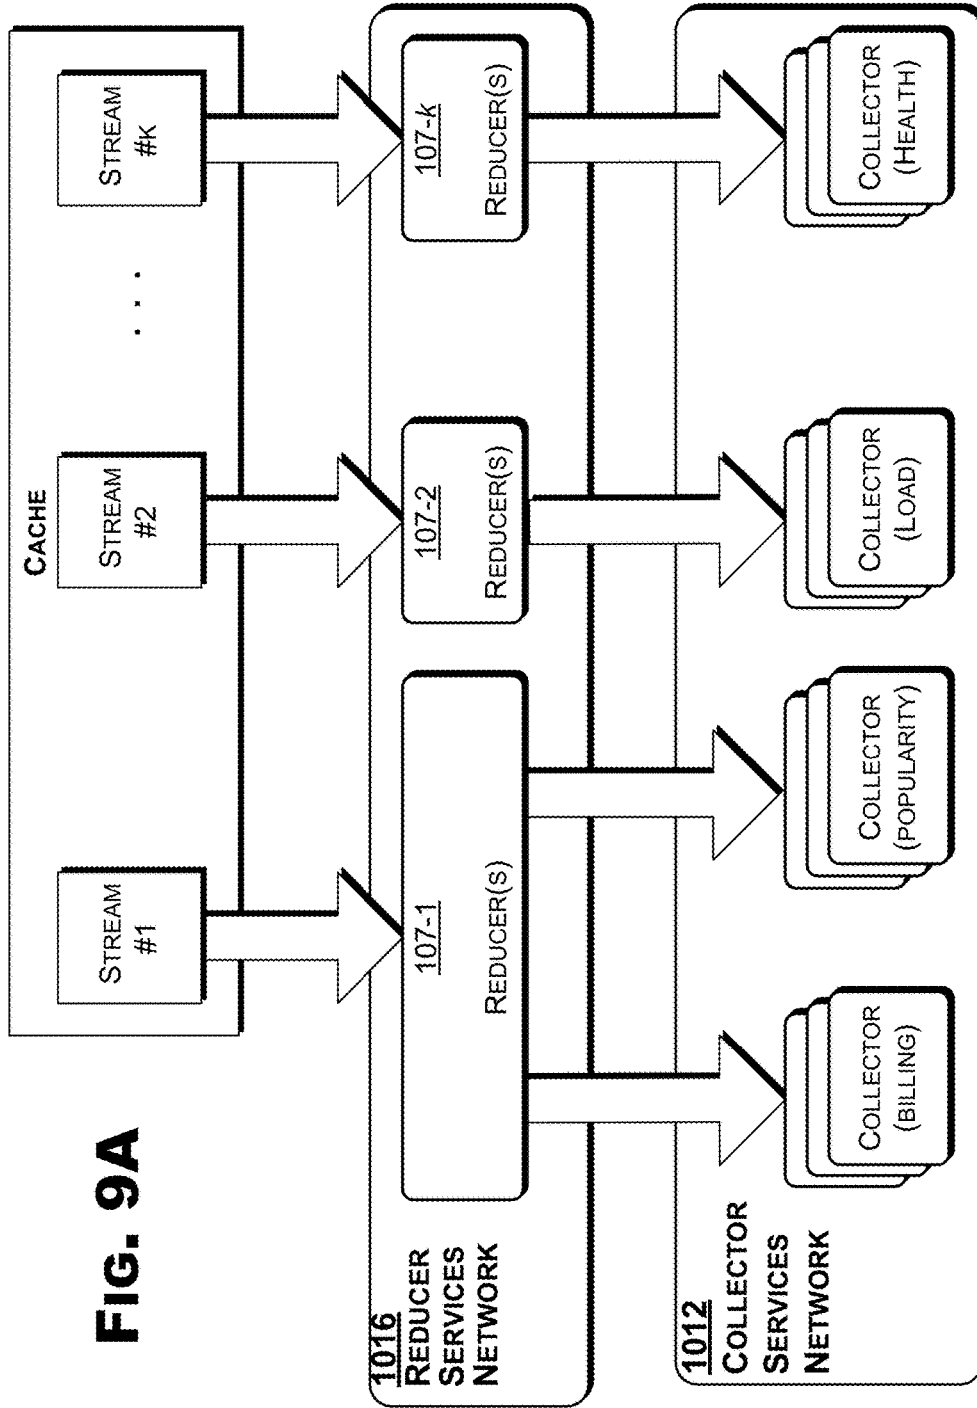 FIG. 9A
CACHE
STREAM
#1
STREAM
#2
. . .
STREAM
#K
1016
REDUCER
SERVICES
NETWORK
107-1
REDUCER(S)
107-2
REDUCER(S)
107-k
REDUCER(S)
1012
COLLECTOR
SERVICES
NETWORK
COLLECTOR
(BILLING)
COLLECTOR
(POPULARITY)
COLLECTOR
(LOAD)
COLLECTOR
(HEALTH)